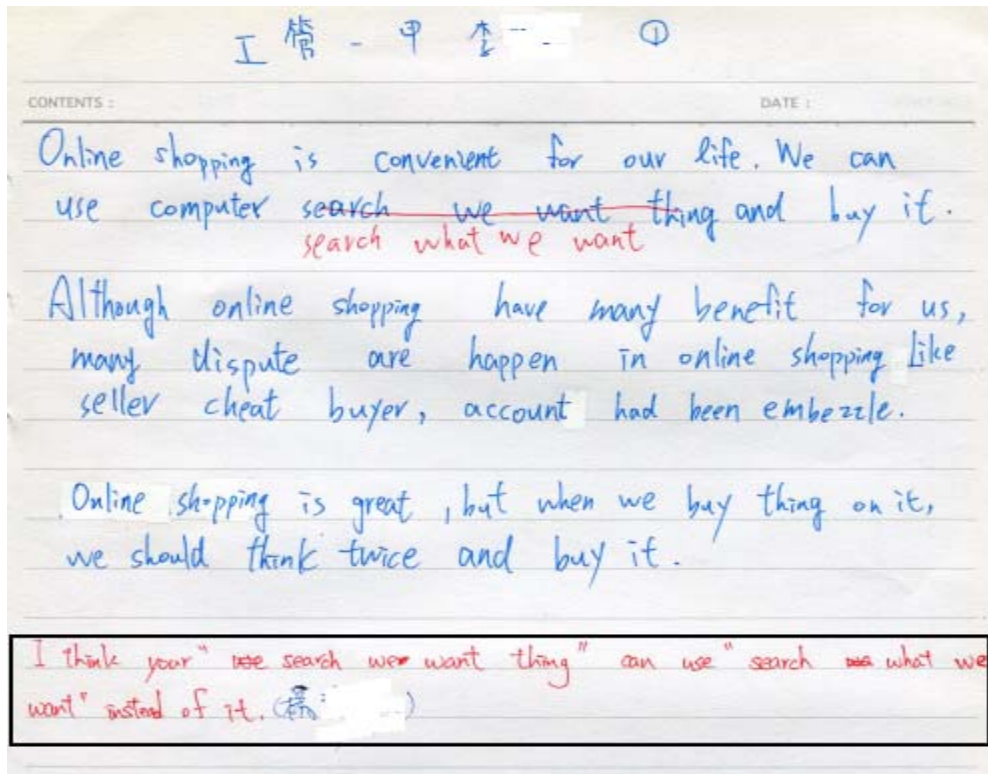 工管一甲 李 ①
CONTENTS : DATE :
Online shopping is convenient for our life. We can
use computer search we want thing and buy it.
search what we want
Although online shopping have many benefit for us,
many dispute are happen in online shopping Like
seller cheat buyer, account had been embezzle.
Online shopping is great, but when we buy thing on it,
we should think twice and buy it.
I think your " search we want thing" can use "search what we
want" instead of it. ( )